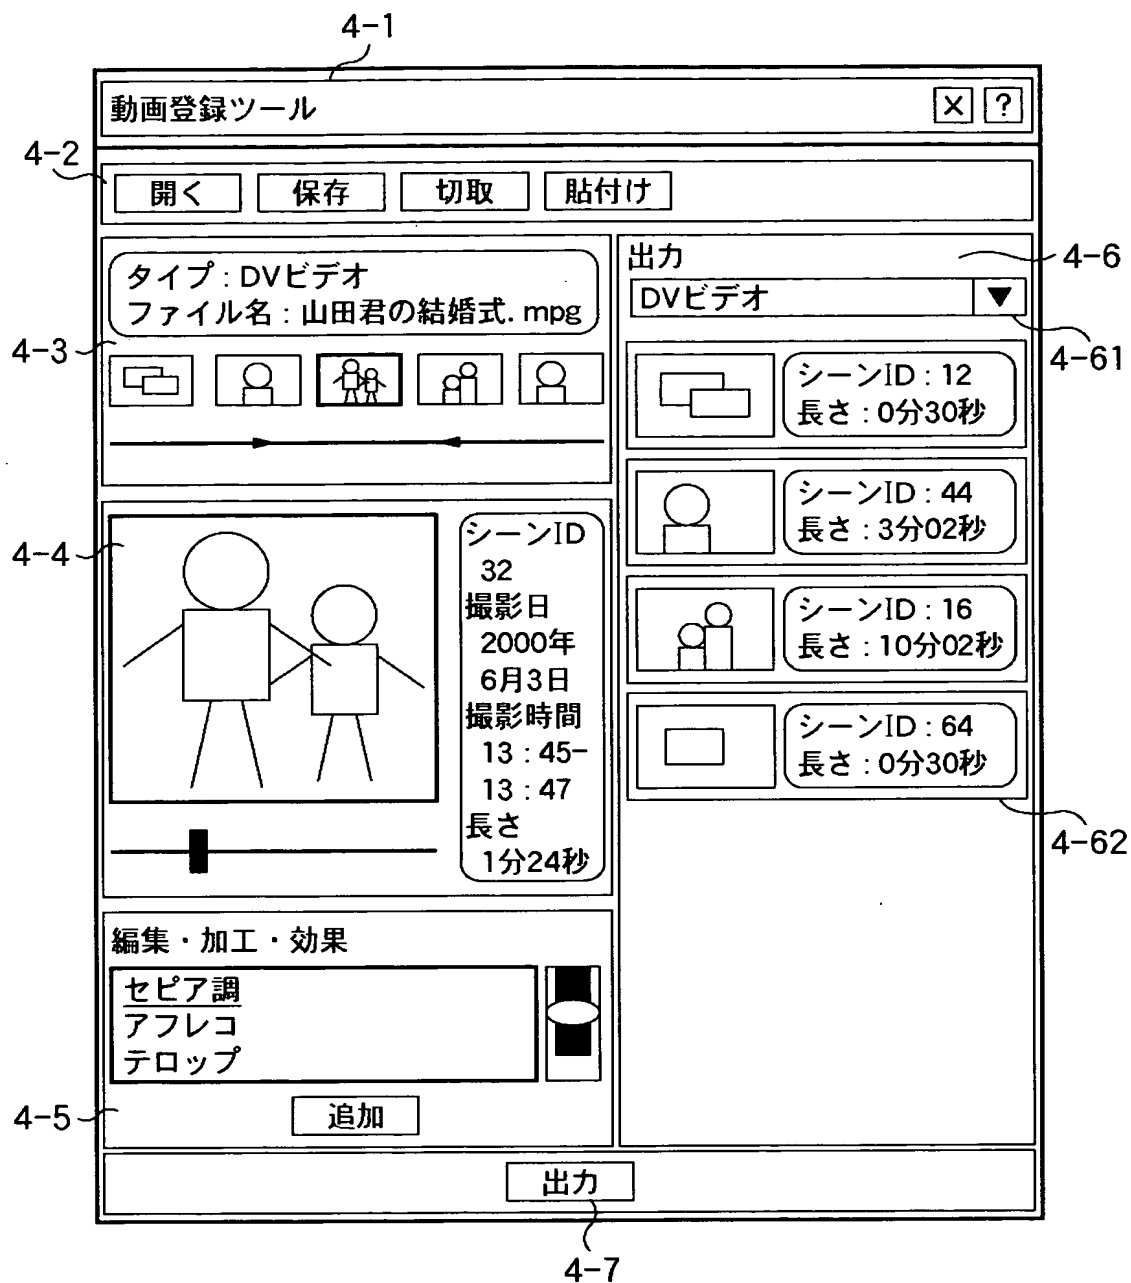 4-1
動画登録ツール
X
?
4-2
開く
保存
切取
貼付け
タイプ : DVビデオ
ファイル名 : 山田君の結婚式. mpg
4-3
出力
4-6
DVビデオ
▼
4-61
シーンID : 12
長さ : 0分30秒
シーンID : 44
長さ : 3分02秒
シーンID : 16
長さ : 10分02秒
シーンID : 64
長さ : 0分30秒
4-62
4-4
シーンID
32
撮影日
2000年
6月3日
撮影時間
13 : 45-
13 : 47
長さ
1分24秒
編集・加工・効果
セピア調
アフレコ
テロップ
4-5
追加
出力
4-7